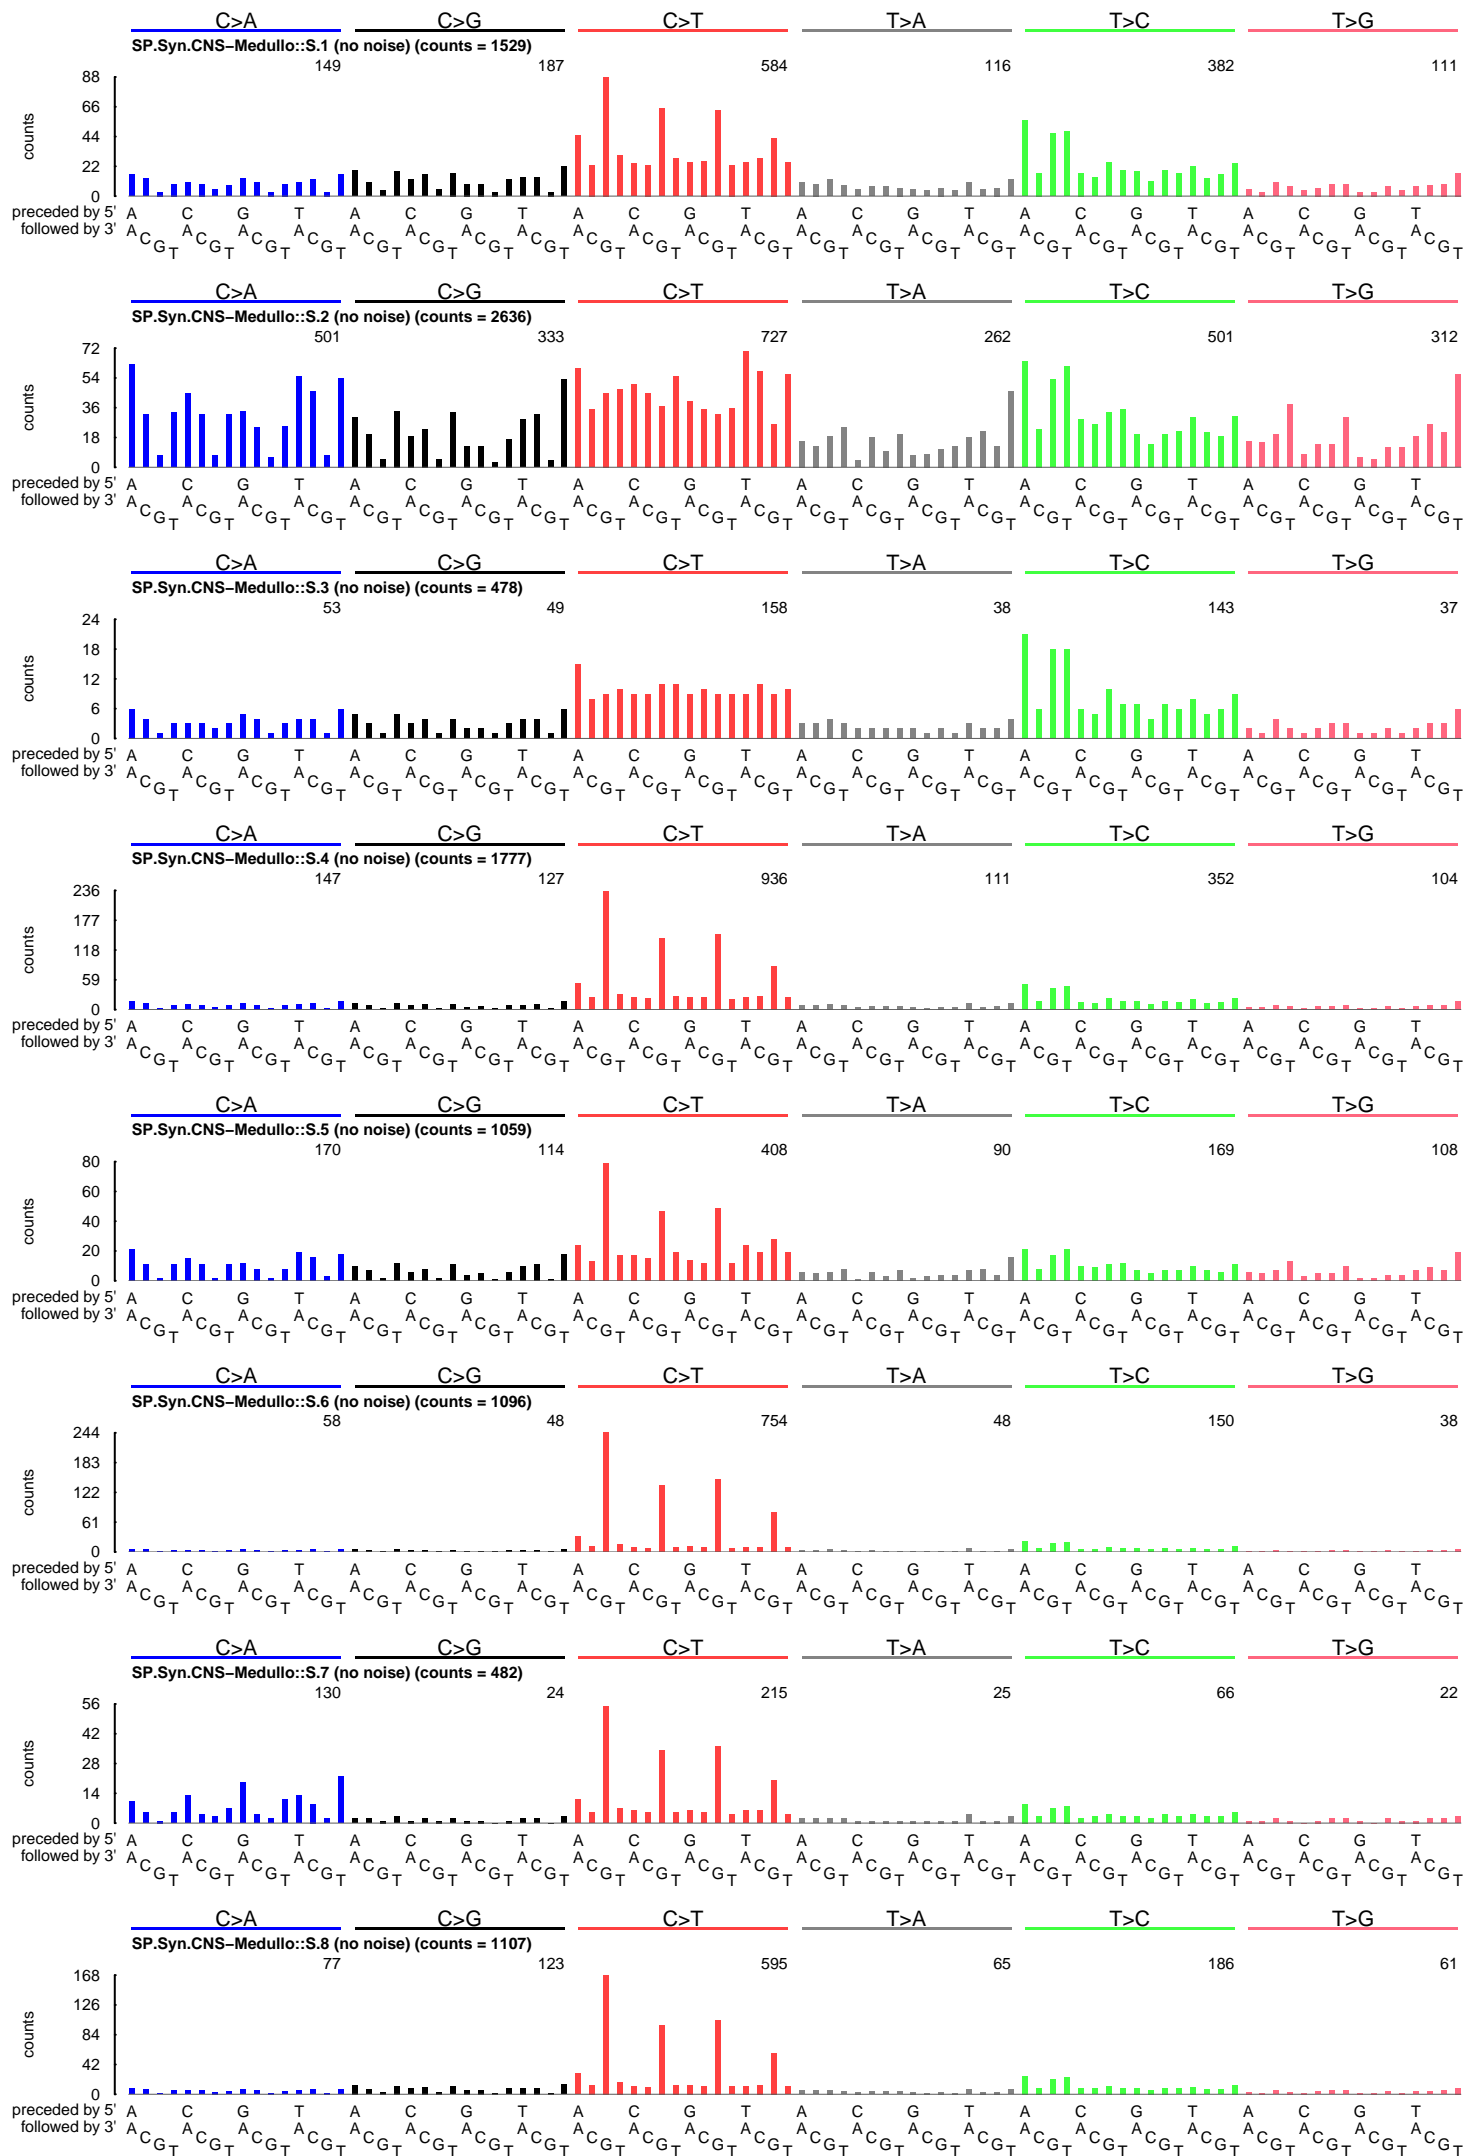 C>A C>G C>T T>A T>C T>G
SP.Syn.CNS−Medullo::S.1 (no noise) (counts = 1529)
149 187 584 116 382 111
88
66
44
22
0
counts
preceded by 5' A C G T A C G T A C G T A C G T A C G T A C G T
followed by 3' A C G T A C G T A C G T A C G T A C G T A C G T A C G T A C G T A C G T A C G T A C G T A C G T A C G T A C G T A C G T A C G T A C G T A C G T A C G T A C G T A C G T A C G T A C G T A C G T
C>A C>G C>T T>A T>C T>G
SP.Syn.CNS−Medullo::S.2 (no noise) (counts = 2636)
501 333 727 262 501 312
72
54
36
18
0
counts
preceded by 5' A C G T A C G T A C G T A C G T A C G T A C G T
followed by 3' A C G T A C G T A C G T A C G T A C G T A C G T A C G T A C G T A C G T A C G T A C G T A C G T A C G T A C G T A C G T A C G T A C G T A C G T A C G T A C G T A C G T A C G T A C G T A C G T
C>A C>G C>T T>A T>C T>G
SP.Syn.CNS−Medullo::S.3 (no noise) (counts = 478)
53 49 158 38 143 37
24
18
12
6
0
counts
preceded by 5' A C G T A C G T A C G T A C G T A C G T A C G T
followed by 3' A C G T A C G T A C G T A C G T A C G T A C G T A C G T A C G T A C G T A C G T A C G T A C G T A C G T A C G T A C G T A C G T A C G T A C G T A C G T A C G T A C G T A C G T A C G T A C G T
C>A C>G C>T T>A T>C T>G
SP.Syn.CNS−Medullo::S.4 (no noise) (counts = 1777)
147 127 936 111 352 104
236
177
118
59
0
counts
preceded by 5' A C G T A C G T A C G T A C G T A C G T A C G T
followed by 3' A C G T A C G T A C G T A C G T A C G T A C G T A C G T A C G T A C G T A C G T A C G T A C G T A C G T A C G T A C G T A C G T A C G T A C G T A C G T A C G T A C G T A C G T A C G T A C G T
C>A C>G C>T T>A T>C T>G
SP.Syn.CNS−Medullo::S.5 (no noise) (counts = 1059)
170 114 408 90 169 108
80
60
40
20
0
counts
preceded by 5' A C G T A C G T A C G T A C G T A C G T A C G T
followed by 3' A C G T A C G T A C G T A C G T A C G T A C G T A C G T A C G T A C G T A C G T A C G T A C G T A C G T A C G T A C G T A C G T A C G T A C G T A C G T A C G T A C G T A C G T A C G T A C G T
C>A C>G C>T T>A T>C T>G
SP.Syn.CNS−Medullo::S.6 (no noise) (counts = 1096)
58 48 754 48 150 38
244
183
122
61
0
counts
preceded by 5' A C G T A C G T A C G T A C G T A C G T A C G T
followed by 3' A C G T A C G T A C G T A C G T A C G T A C G T A C G T A C G T A C G T A C G T A C G T A C G T A C G T A C G T A C G T A C G T A C G T A C G T A C G T A C G T A C G T A C G T A C G T A C G T
C>A C>G C>T T>A T>C T>G
SP.Syn.CNS−Medullo::S.7 (no noise) (counts = 482)
130 24 215 25 66 22
56
42
28
14
0
counts
preceded by 5' A C G T A C G T A C G T A C G T A C G T A C G T
followed by 3' A C G T A C G T A C G T A C G T A C G T A C G T A C G T A C G T A C G T A C G T A C G T A C G T A C G T A C G T A C G T A C G T A C G T A C G T A C G T A C G T A C G T A C G T A C G T A C G T
C>A C>G C>T T>A T>C T>G
SP.Syn.CNS−Medullo::S.8 (no noise) (counts = 1107)
77 123 595 65 186 61
168
126
84
42
0
counts
preceded by 5' A C G T A C G T A C G T A C G T A C G T A C G T
followed by 3' A C G T A C G T A C G T A C G T A C G T A C G T A C G T A C G T A C G T A C G T A C G T A C G T A C G T A C G T A C G T A C G T A C G T A C G T A C G T A C G T A C G T A C G T A C G T A C G T